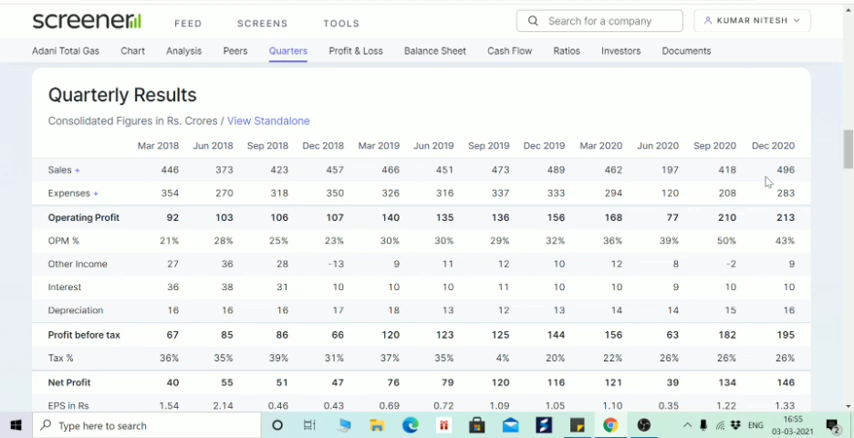 screener
FEED SCREENS TOOLS
Search for a company
KUMAR NITESH
Adani Total Gas Chart Analysis Peers Quarters Profit & Loss Balance Sheet Cash Flow Ratios Investors Documents
Quarterly Results
Consolidated Figures in Rs. Crores / View Standalone
Mar 2018 Jun 2018 Sep 2018 Dec 2018 Mar 2019 Jun 2019 Sep 2019 Dec 2019 Mar 2020 Jun 2020 Sep 2020 Dec 2020
Sales + 446 373 423 457 466 451 473 489 462 197 418 496
Expenses + 354 270 318 350 326 316 337 333 294 120 208 283
Operating Profit 92 103 106 107 140 135 136 156 168 77 210 213
OPM % 21% 28% 25% 23% 30% 30% 29% 32% 36% 39% 50% 43%
Other Income 27 36 28 -13 9 11 12 10 12 8 -2 9
Interest 36 38 31 10 10 10 11 10 10 9 10 10
Depreciation 16 16 16 17 18 13 12 13 14 14 15 16
Profit before tax 67 85 86 66 120 123 125 144 156 63 182 195
Tax % 36% 35% 39% 31% 37% 35% 4% 20% 22% 26% 26% 26%
Net Profit 40 55 51 47 76 79 120 116 121 39 134 146
EPS in Rs 1.54 2.14 0.46 0.43 0.69 0.72 1.09 1.05 1.10 0.35 1.22 1.33
Type here to search
ENG
16:55
03-03-2021
2